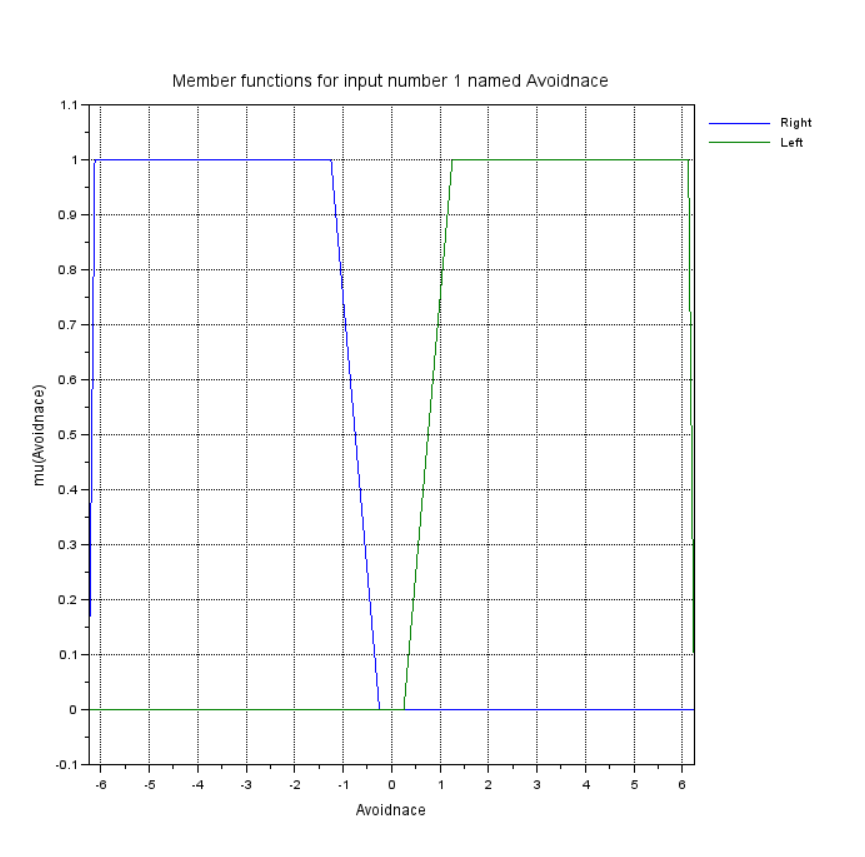 Member functions for input number 1 named Avoidnace
Right
Left
1.1
1
0.9
0.8
0.7
0.6
0.5
0.4
0.3
0.2
0.1
0
-0.1
mu(Avoidnace)
-6 -5 -4 -3 -2 -1 0 1 2 3 4 5 6
Avoidnace